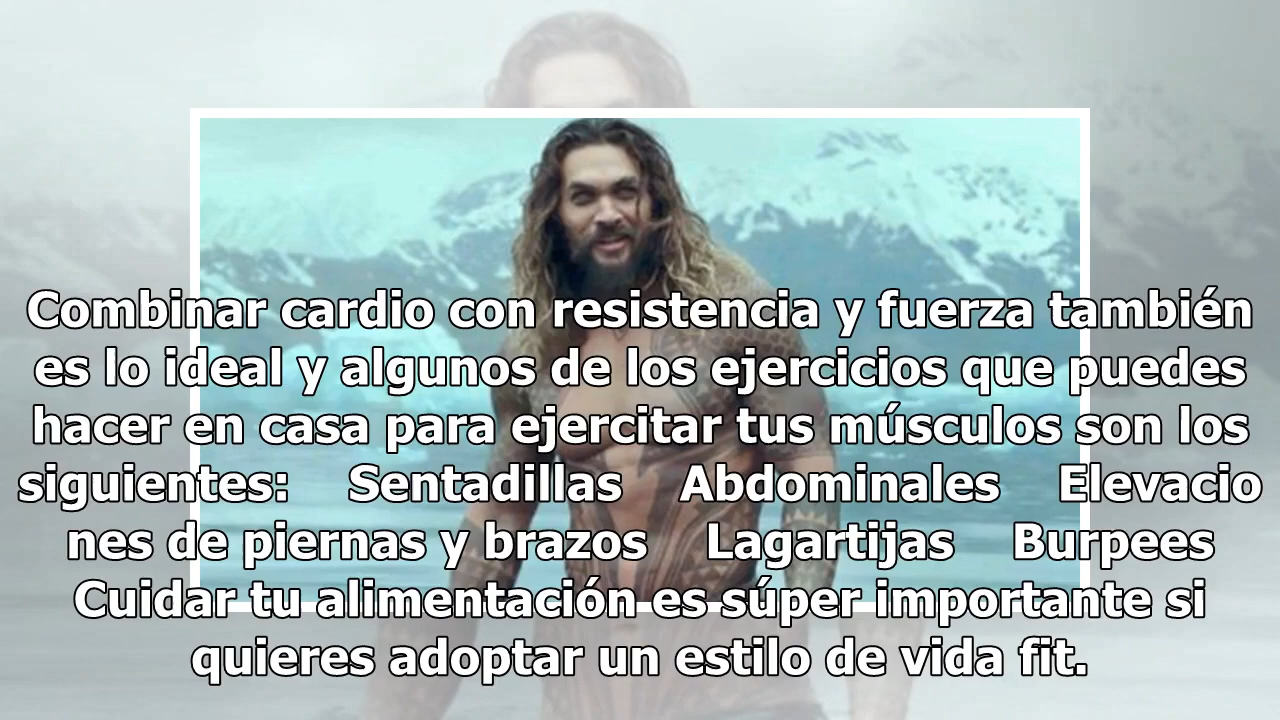 Combinar cardio con resistencia y fuerza también
es lo ideal y algunos de los ejercicios que puedes
hacer en casa para ejercitar tus músculos son los
siguientes:    Sentadillas    Abdominales    Elevacio
nes de piernas y brazos    Lagartijas    Burpees
Cuidar tu alimentación es súper importante si
quieres adoptar un estilo de vida fit.